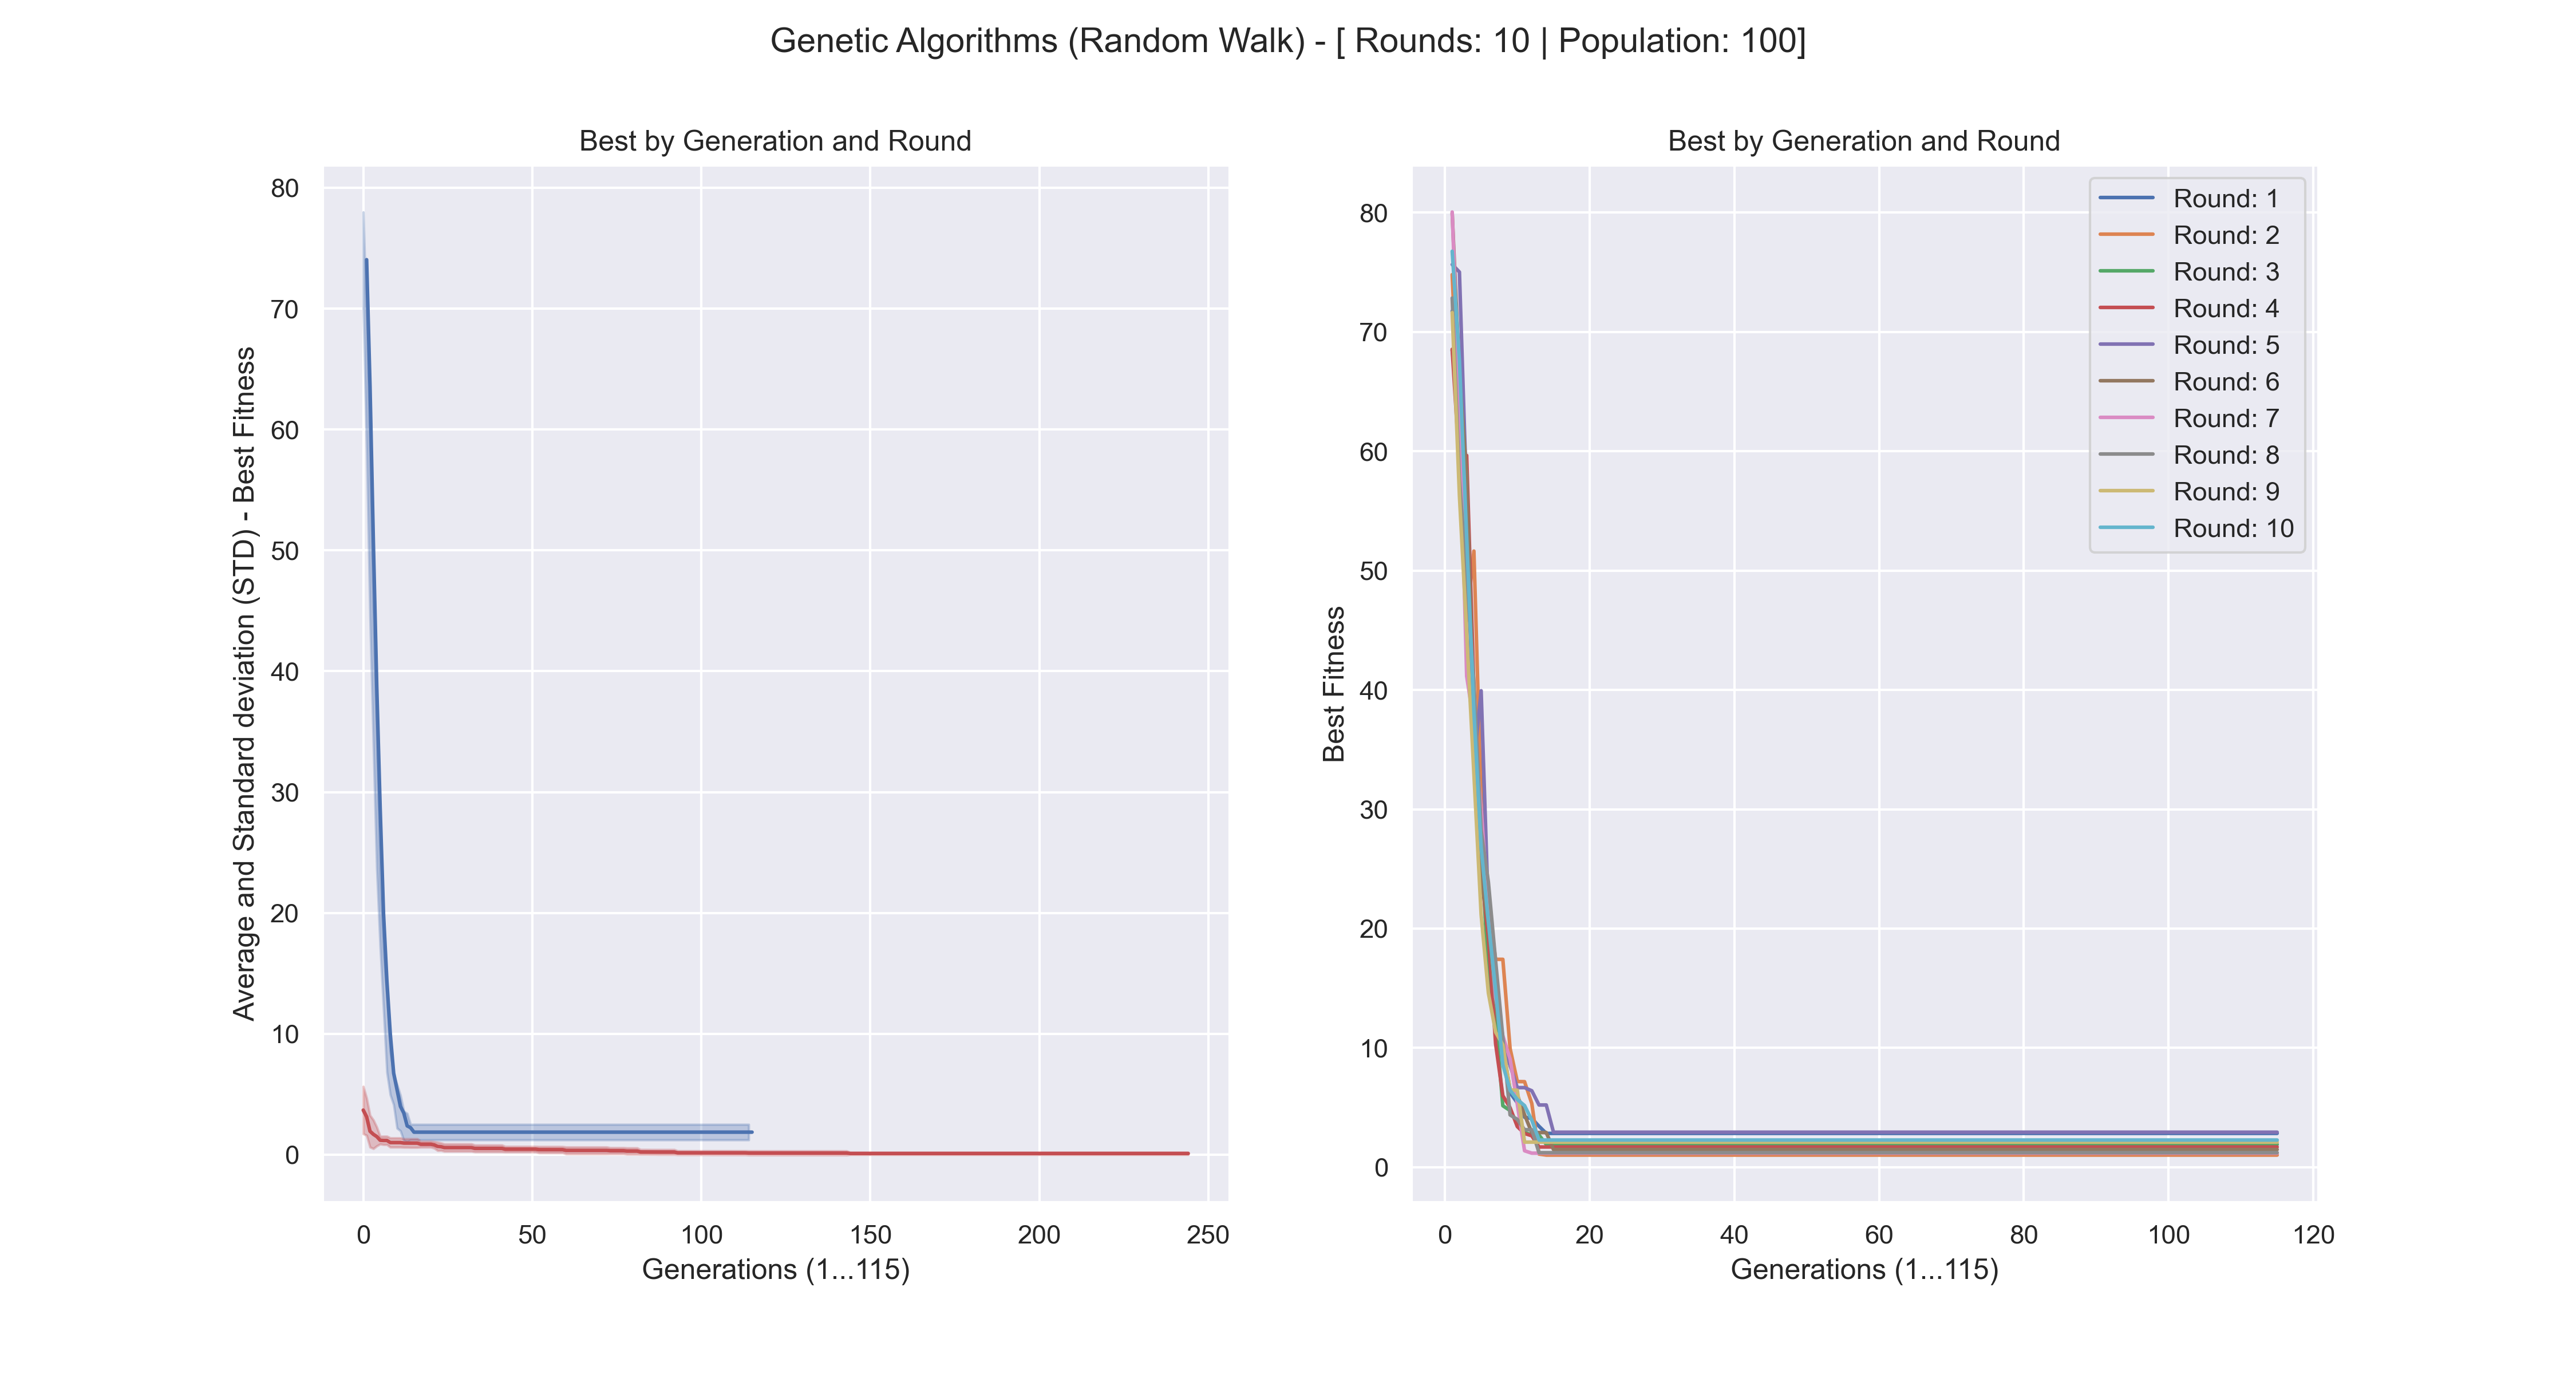 Genetic Algorithms (Random Walk) - [ Rounds: 10 | Population: 100]
Best by Generation and Round
80
70
60
50
40
30
20
10
0
Average and Standard deviation (STD) - Best Fitness
0 50 100 150 200 250
Generations (1...115)
Best by Generation and Round
80
70
60
50
40
30
20
10
0
Best Fitness
Round: 1
Round: 2
Round: 3
Round: 4
Round: 5
Round: 6
Round: 7
Round: 8
Round: 9
Round: 10
0 20 40 60 80 100 120
Generations (1...115)